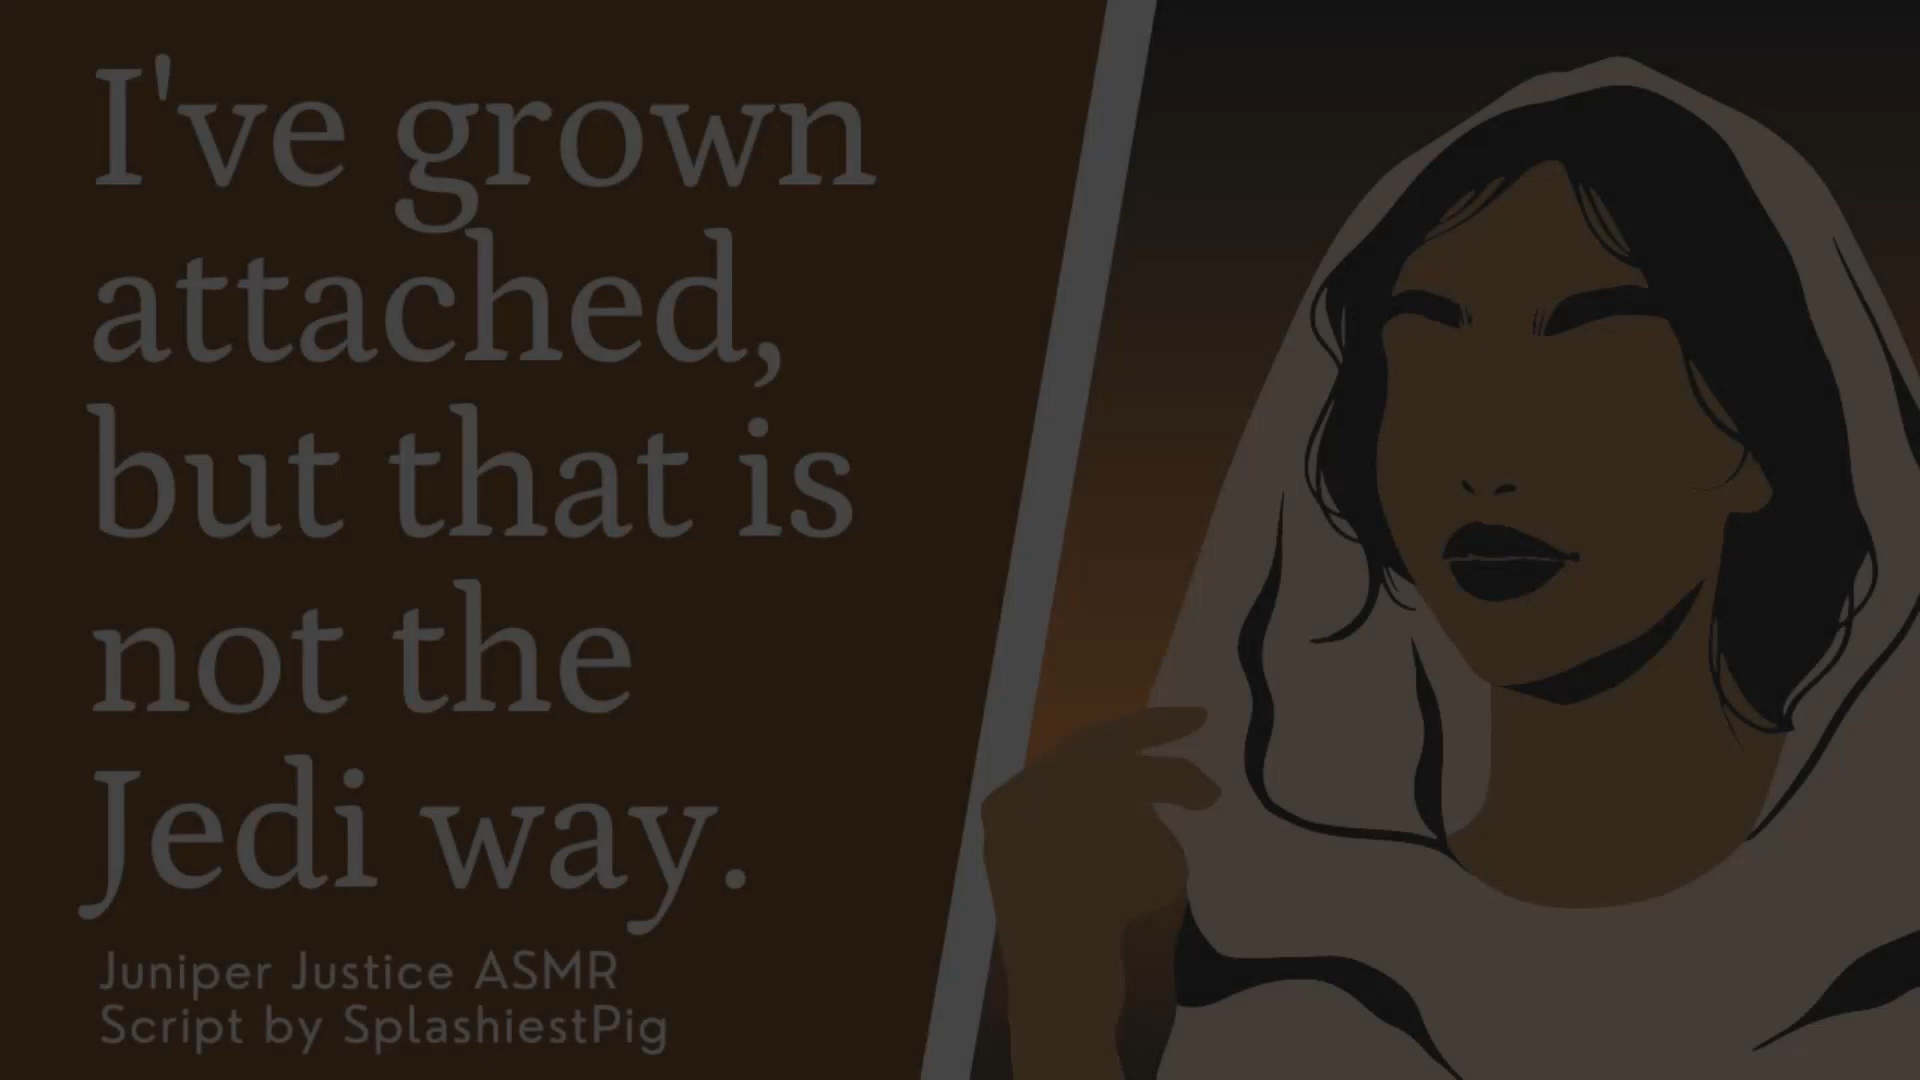 I've grown
attached,
but that is
not the
Jedi way.
Juniper Justice ASMR
Script by SplashiestPig